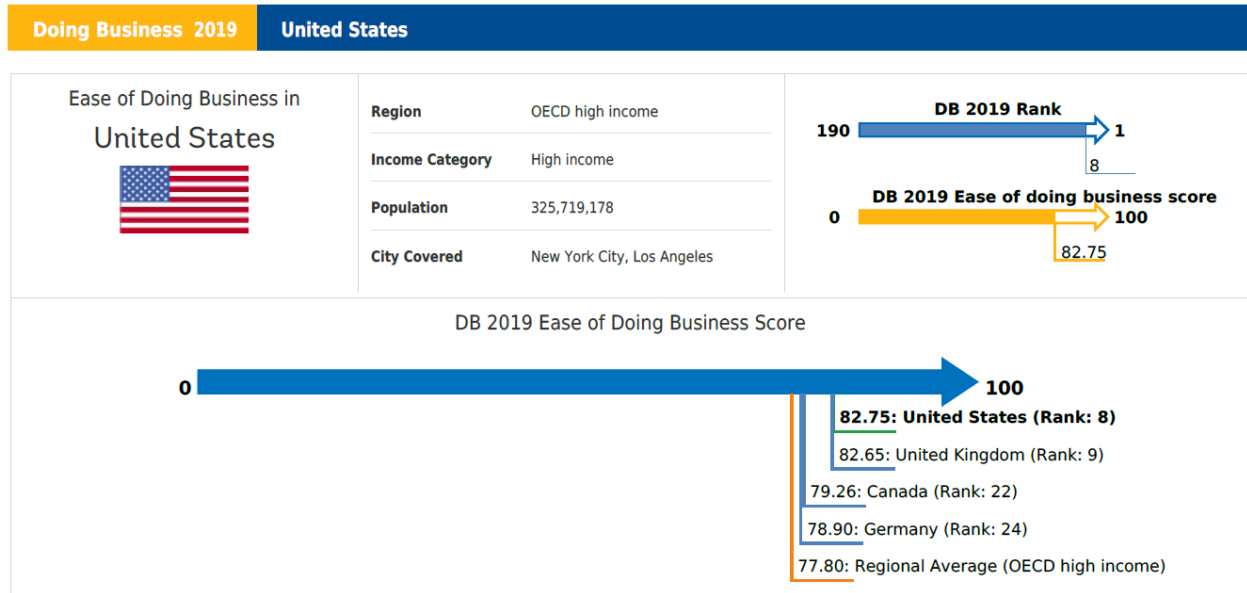 Doing Business 2019 United States
Ease of Doing Business in
United States
Region OECD high income
Income Category High income
Population 325,719,178
City Covered New York City, Los Angeles
DB 2019 Rank
190 1
8
DB 2019 Ease of doing business score
0 100
82.75
DB 2019 Ease of Doing Business Score
0 100
82.75: United States (Rank: 8)
82.65: United Kingdom (Rank: 9)
79.26: Canada (Rank: 22)
78.90: Germany (Rank: 24)
77.80: Regional Average (OECD high income)